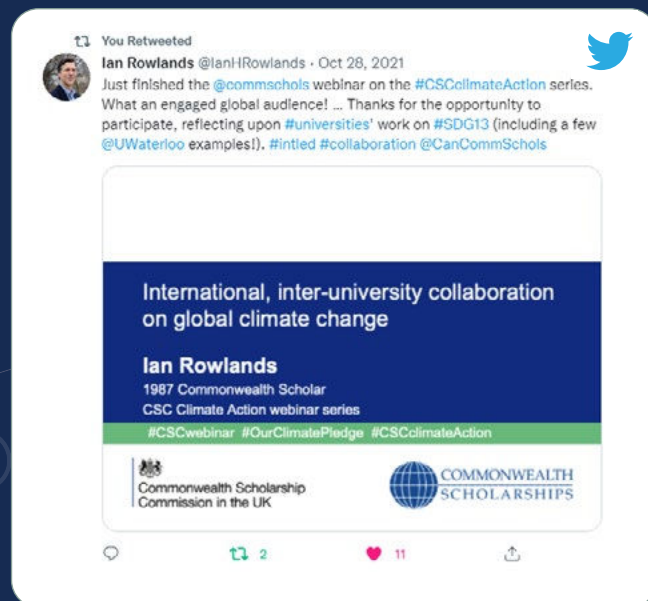 You Retweeted
Ian Rowlands @IanHRowlands · Oct 28, 2021
Just finished the @commschols webinar on the #CSCclimateAction series.
What an engaged global audience! ... Thanks for the opportunity to
participate, reflecting upon #universities' work on #SDG13 (including a few
@UWaterloo examples!). #intled #collaboration @CanCommSchols
International, inter-university collaboration
on global climate change
Ian Rowlands
1987 Commonwealth Scholar
CSC Climate Action webinar series
#CSCwebinar #OurClimatePledge #CSCclimateAction
Commonwealth Scholarship
Commission in the UK
COMMONWEALTH
SCHOLARSHIPS
2
11